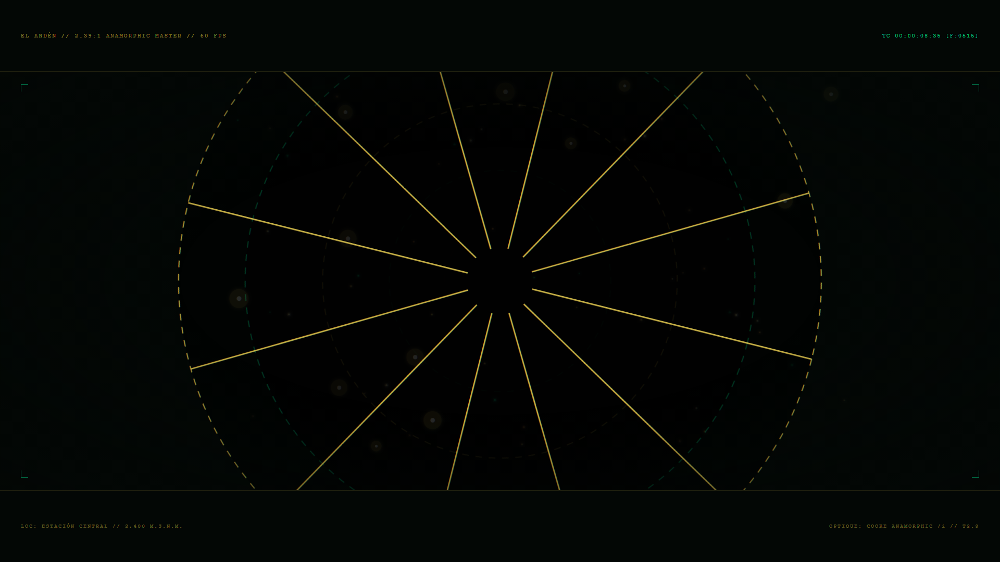 EL ANDÉN // 2.39:1 ANAMORPHIC MASTER // 60 FPS
TC 00:00:08:35 [F:0515]
LOC: ESTACIÓN CENTRAL // 2,400 M.S.N.M.
OPTIQUE: COOKE ANAMORPHIC /i // T2.3